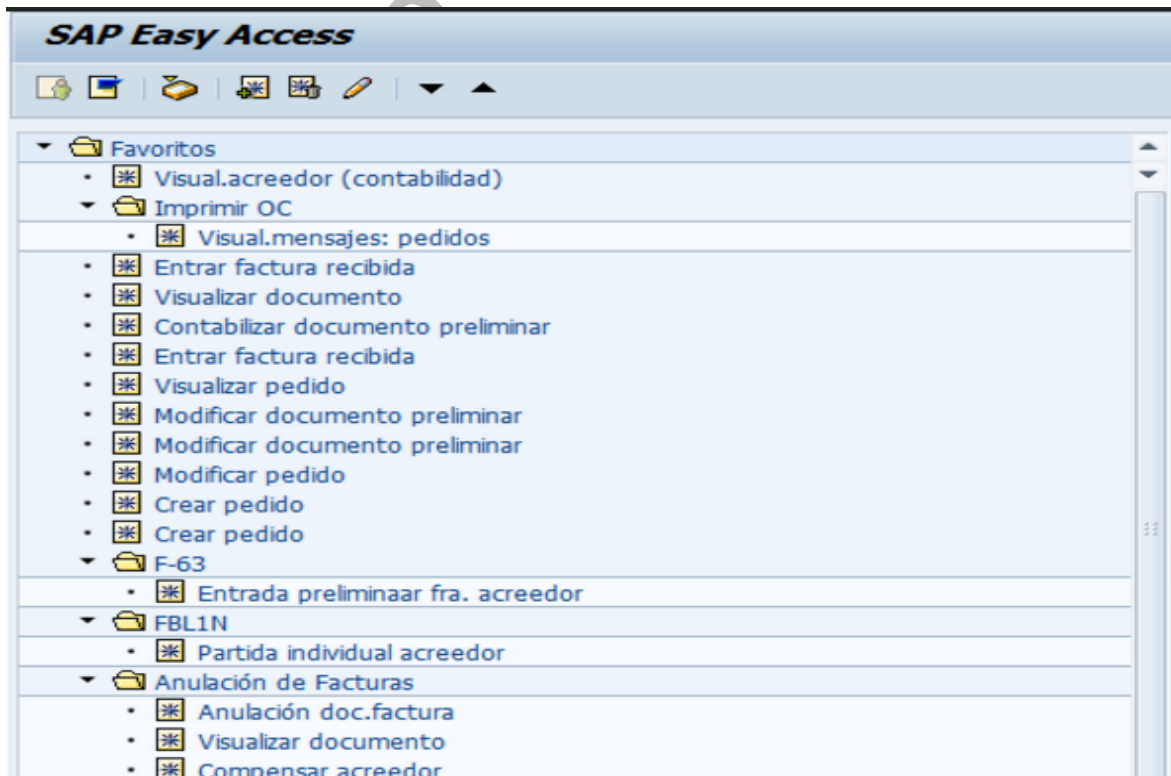 SAP Easy Access
Favoritos
Visual.acreedor (contabilidad)
Imprimir OC
Visual.mensajes: pedidos
Entrar factura recibida
Visualizar documento
Contabilizar documento preliminar
Entrar factura recibida
Visualizar pedido
Modificar documento preliminar
Modificar documento preliminar
Modificar pedido
Crear pedido
Crear pedido
F-63
Entrada preliminaar fra. acreedor
FBL1N
Partida individual acreedor
Anulación de Facturas
Anulación doc.factura
Visualizar documento
Compensar acreedor